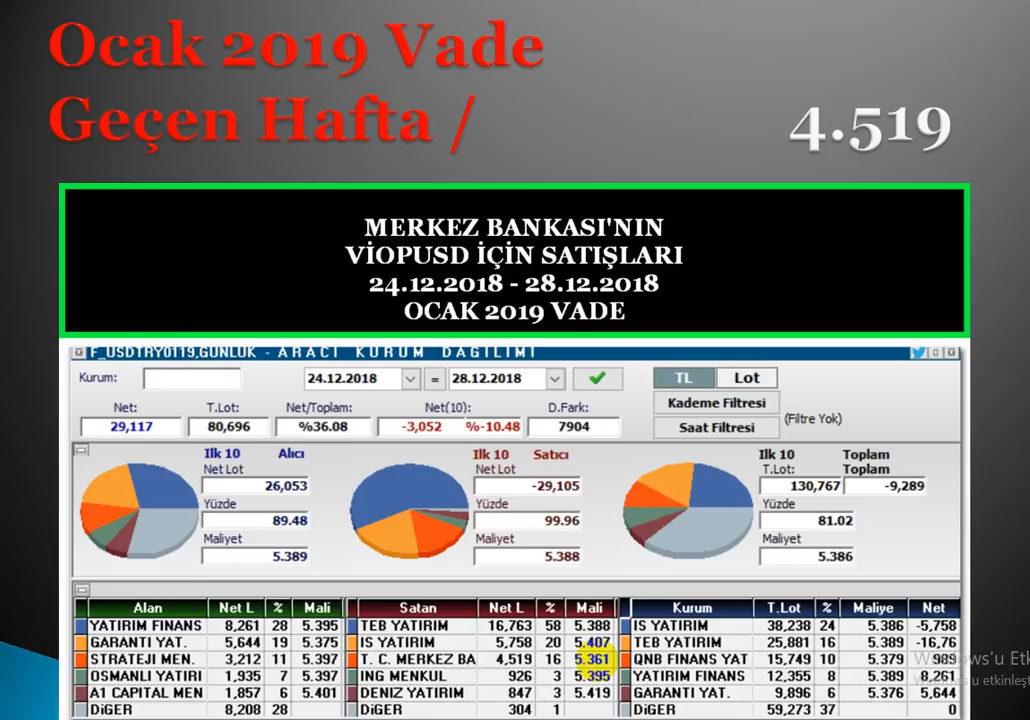 Ocak 2019 Vade
Geçen Hafta / 4.519
MERKEZ BANKASI'NIN
VİOPUSD İÇİN SATIŞLARI
24.12.2018 - 28.12.2018
OCAK 2019 VADE
F_USDTRY0119,GUNLUK - ARACI KURUM DAGILIMI
Kurum: 24.12.2018 = 28.12.2018 TL Lot
Kademe Filtresi
Net: T.Lot: Net/Toplam: Net(10): D.Fark: (Filtre Yok)
29,117 80,696 %36.08 -3,052 %-10.48 7904 Saat Filtresi
Ilk 10 Alıcı Ilk 10 Satıcı Ilk 10 Toplam
Net Lot Net Lot T.Lot: Toplam
26,053 -29,105 130,767 -9,289
Yüzde Yüzde Yüzde
89.48 99.96 81.02
Maliyet Maliyet Maliyet
5.389 5.388 5.386
Alan Net L % Mali Satan Net L % Mali Kurum T.Lot % Maliye Net
YATIRIM FINANS 8,261 28 5.395 TEB YATIRIM 16,763 58 5.388 IS YATIRIM 38,238 24 5.386 -5,758
GARANTI YAT. 5,644 19 5.375 IS YATIRIM 5,758 20 5.407 TEB YATIRIM 25,881 16 5.389 -16,76
STRATEJI MEN. 3,212 11 5.397 T. C. MERKEZ BA 4,519 16 5.361 QNB FINANS YAT 15,749 10 5.379 989
OSMANLI YATIRI 1,935 7 5.397 ING MENKUL 926 3 5.395 YATIRIM FINANS 12,355 8 5.389 8,261
A1 CAPITAL MEN 1,857 6 5.401 DENIZ YATIRIM 847 3 5.419 GARANTI YAT. 9,896 6 5.376 5,644
DiGER 8,208 28 DiGER 304 1 DiGER 59,273 37 0
Windows'u Etk
Windows'u etkinleşt